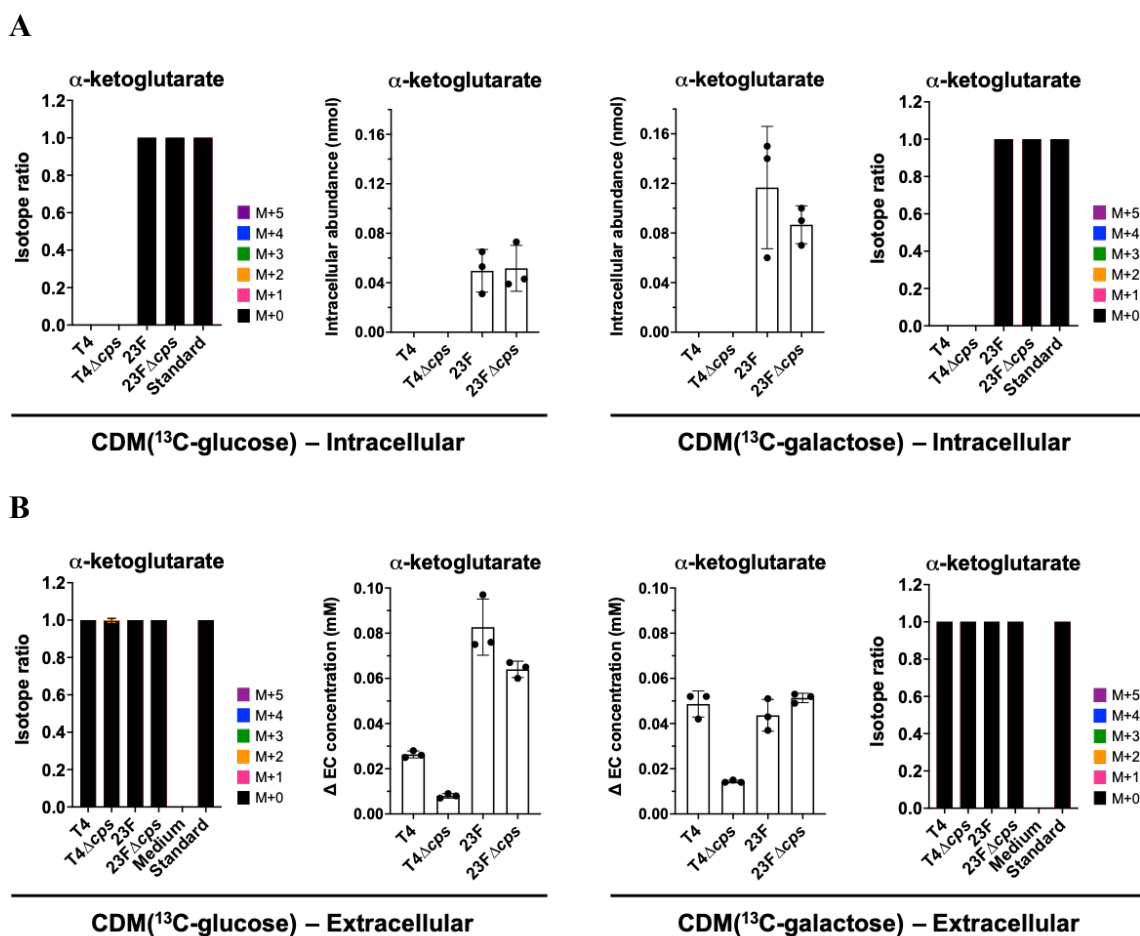 A
α-ketoglutarate
Isotope ratio
1.2
1.0
0.8
0.6
0.4
0.2
0.0
T4
T4Δcps
23F
23FΔcps
Standard
M+5
M+4
M+3
M+2
M+1
M+0
α-ketoglutarate
Intracellular abundance (nmol)
0.16
0.12
0.08
0.04
0.00
T4
T4Δcps
23F
23FΔcps
CDM(¹³C-glucose) – Intracellular
α-ketoglutarate
Intracellular abundance (nmol)
0.16
0.12
0.08
0.04
0.00
T4
T4Δcps
23F
23FΔcps
α-ketoglutarate
Isotope ratio
1.2
1.0
0.8
0.6
0.4
0.2
0.0
T4
T4Δcps
23F
23FΔcps
Standard
M+5
M+4
M+3
M+2
M+1
M+0
CDM(¹³C-galactose) – Intracellular
B
α-ketoglutarate
Isotope ratio
1.2
1.0
0.8
0.6
0.4
0.2
0.0
T4
T4Δcps
23F
23FΔcps
Medium
Standard
M+5
M+4
M+3
M+2
M+1
M+0
α-ketoglutarate
Δ EC concentration (mM)
0.10
0.08
0.06
0.04
0.02
0.00
T4
T4Δcps
23F
23FΔcps
CDM(¹³C-glucose) – Extracellular
α-ketoglutarate
Δ EC concentration (mM)
0.10
0.08
0.06
0.04
0.02
0.00
T4
T4Δcps
23F
23FΔcps
α-ketoglutarate
Isotope ratio
1.2
1.0
0.8
0.6
0.4
0.2
0.0
T4
T4Δcps
23F
23FΔcps
Medium
Standard
M+5
M+4
M+3
M+2
M+1
M+0
CDM(¹³C-galactose) – Extracellular